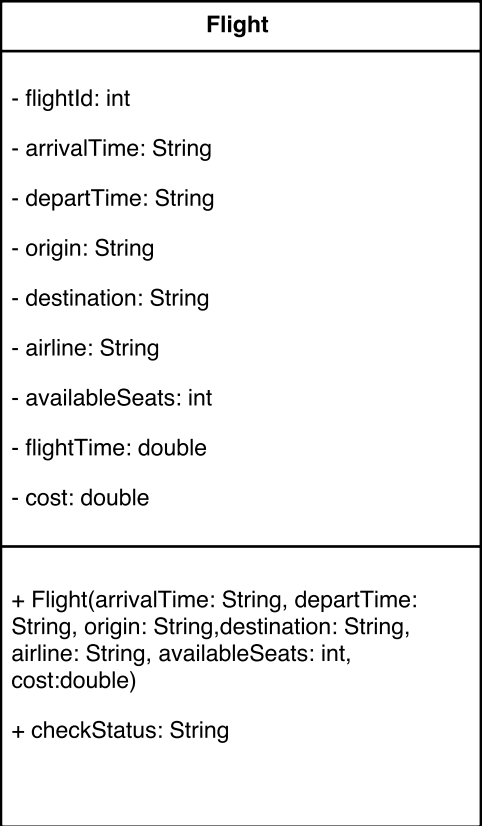 Flight
- flightId: int
- arrivalTime: String
- departTime: String
- origin: String
- destination: String
- airline: String
- availableSeats: int
- flightTime: double
- cost: double
+ Flight(arrivalTime: String, departTime:
String, origin: String,destination: String,
airline: String, availableSeats: int,
cost:double)
+ checkStatus: String